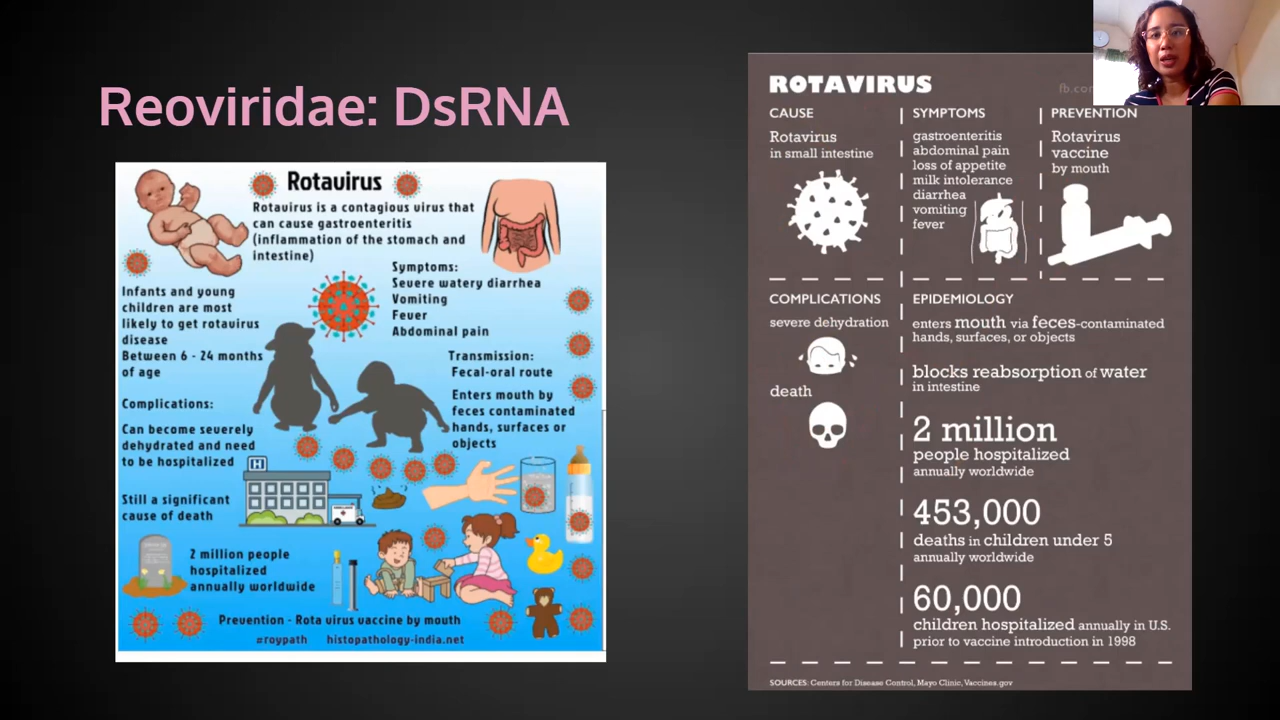 Reoviridae: DsRNA
Rotavirus
Rotavirus is a contagious virus that
can cause gastroenteritis
(inflammation of the stomach and
intestine)
Symptoms:
Severe watery diarrhea
Vomiting
Fever
Abdominal pain
Infants and young
children are most
likely to get rotavirus
disease
Between 6 - 24 months
of age
Transmission:
Fecal-oral route
Enters mouth by
feces contaminated
hands, surfaces or
objects
Complications:
Can become severely
dehydrated and need
to be hospitalized
H
Still a significant
cause of death
2 million people
hospitalized
annually worldwide
Prevention - Rota virus vaccine by mouth
#roypath histopathology-india.net
ROTAVIRUS
CAUSE
Rotavirus
in small intestine
SYMPTOMS
gastroenteritis
abdominal pain
loss of appetite
milk intolerance
diarrhea
vomiting
fever
PREVENTION
Rotavirus
vaccine
by mouth
COMPLICATIONS
severe dehydration
death
EPIDEMIOLOGY
enters mouth via feces-contaminated
hands, surfaces, or objects
blocks reabsorption of water
in intestine
2 million
people hospitalized
annually worldwide
453,000
deaths in children under 5
annually worldwide
60,000
children hospitalized annually in U.S.
prior to vaccine introduction in 1998
SOURCES: Centers for Disease Control, Mayo Clinic, Vaccines.gov